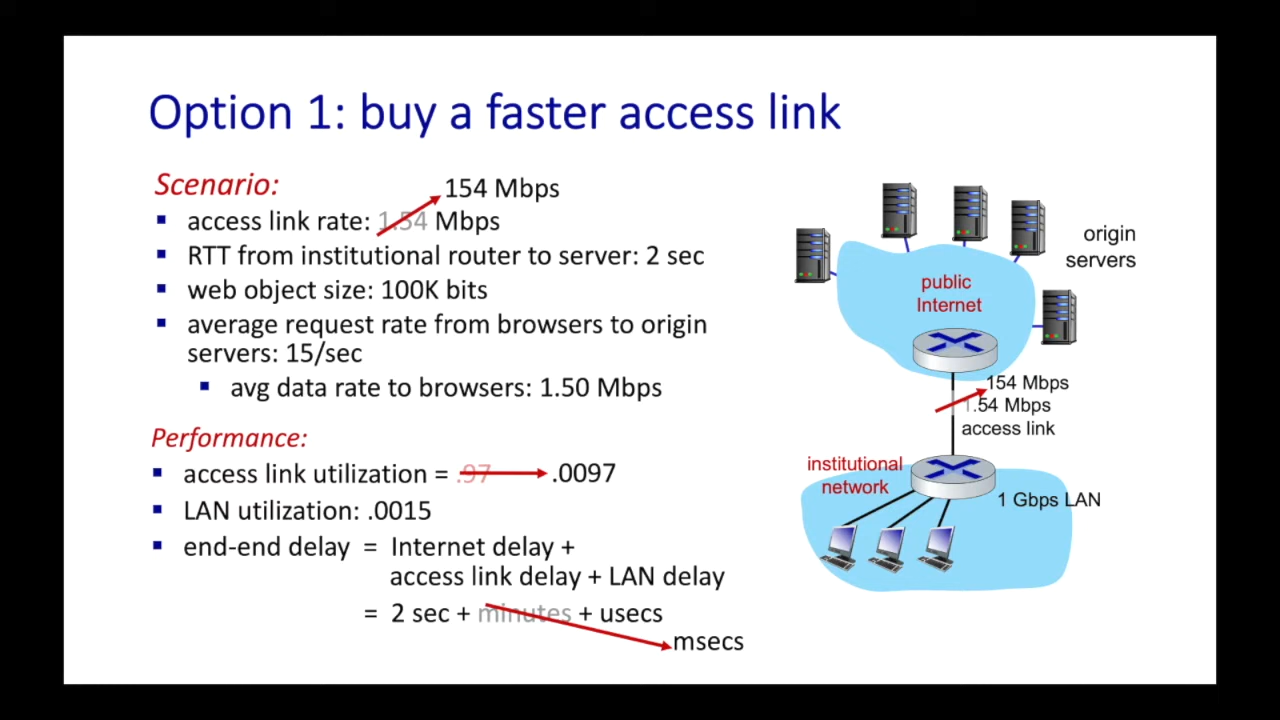 Option 1: buy a faster access link
Scenario:
154 Mbps
▪ access link rate: 1.54 Mbps
▪ RTT from institutional router to server: 2 sec
▪ web object size: 100K bits
▪ average request rate from browsers to origin
servers: 15/sec
▪ avg data rate to browsers: 1.50 Mbps
Performance:
▪ access link utilization = .97 .0097
▪ LAN utilization: .0015
▪ end-end delay = Internet delay +
access link delay + LAN delay
= 2 sec + minutes + usecs
msecs
origin
servers
public
Internet
154 Mbps
1.54 Mbps
access link
institutional
network
1 Gbps LAN